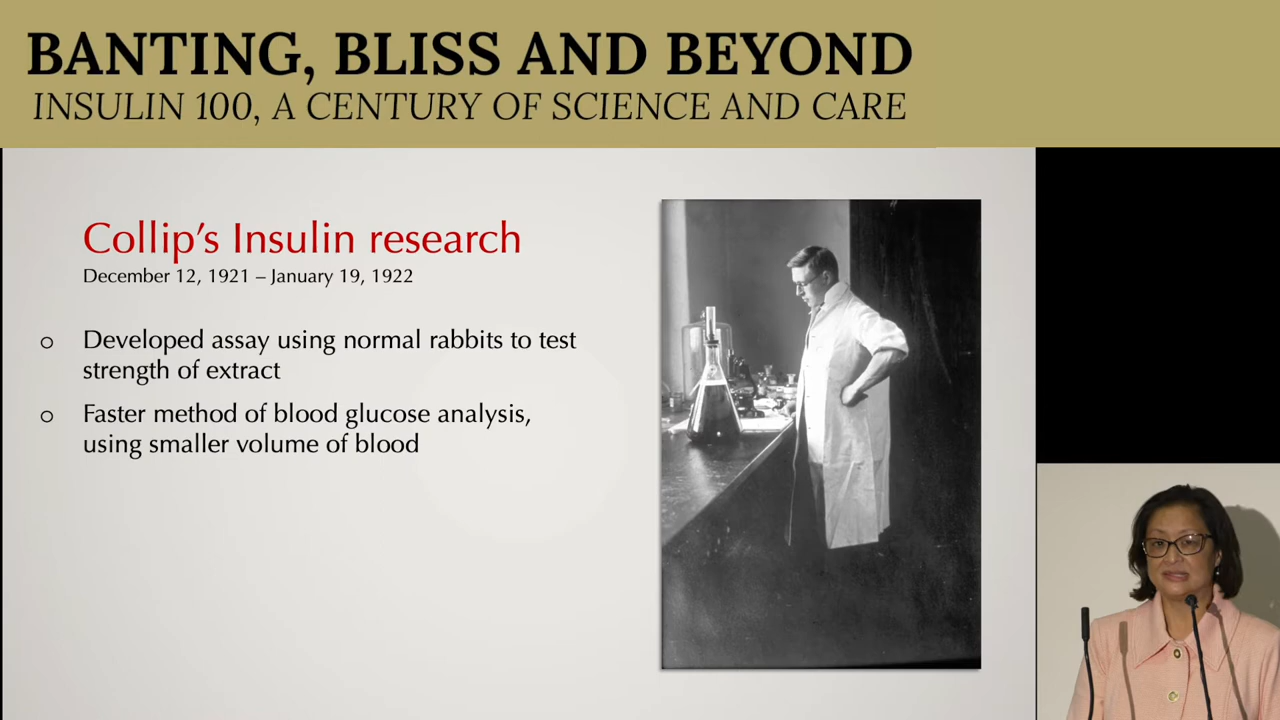 BANTING, BLISS AND BEYOND
INSULIN 100, A CENTURY OF SCIENCE AND CARE
Collip's Insulin research
December 12, 1921 – January 19, 1922
o Developed assay using normal rabbits to test
strength of extract
o Faster method of blood glucose analysis,
using smaller volume of blood